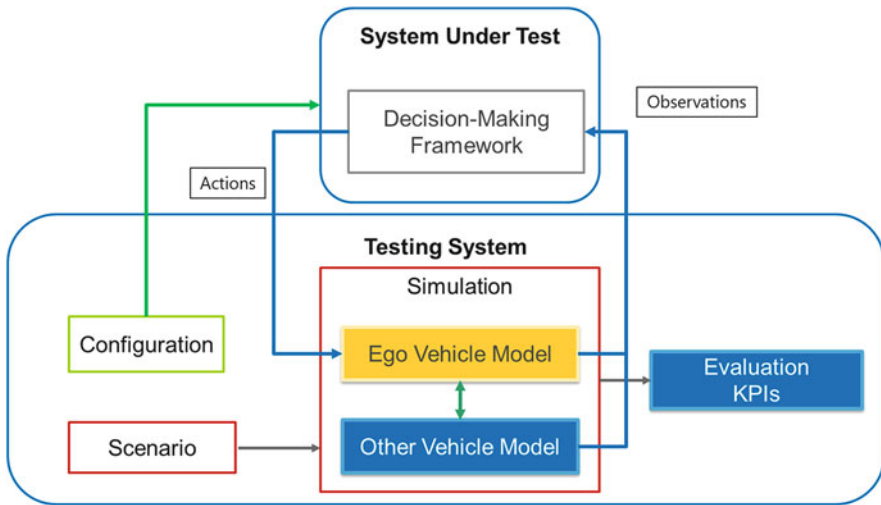 System Under Test
Decision-Making
Framework
Observations
Actions
Testing System
Simulation
Configuration
Ego Vehicle Model
Evaluation
KPIs
Scenario
Other Vehicle Model